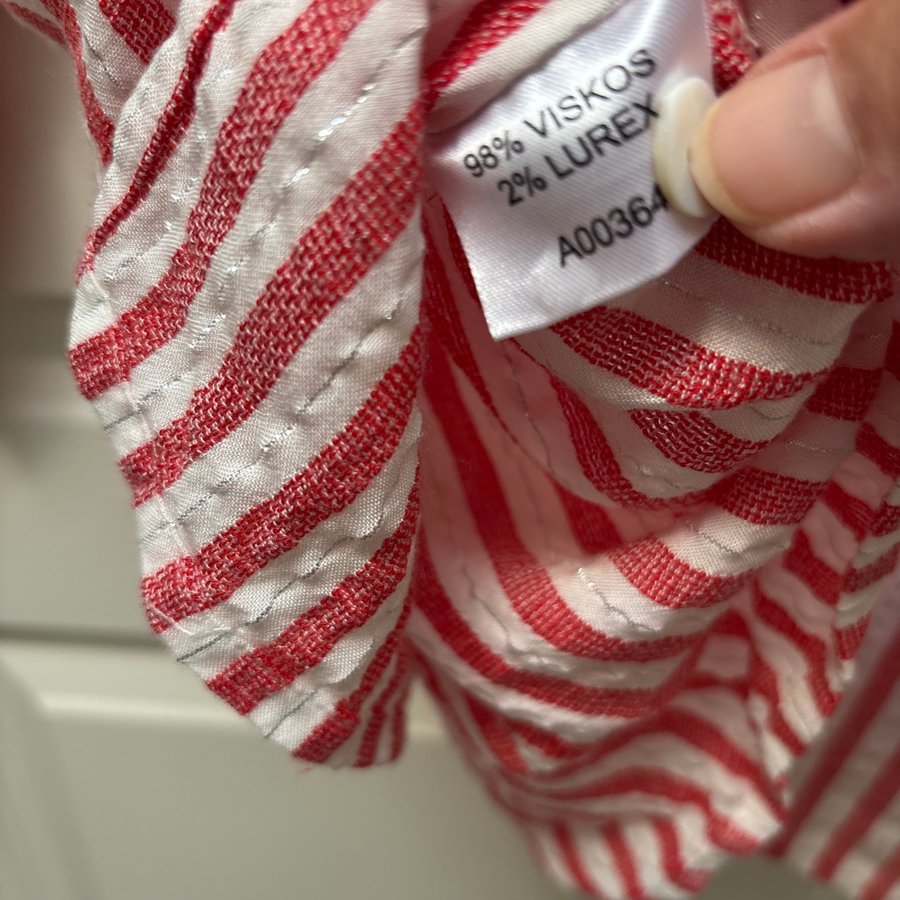 98% VISKOS
2% LUREX
A00364